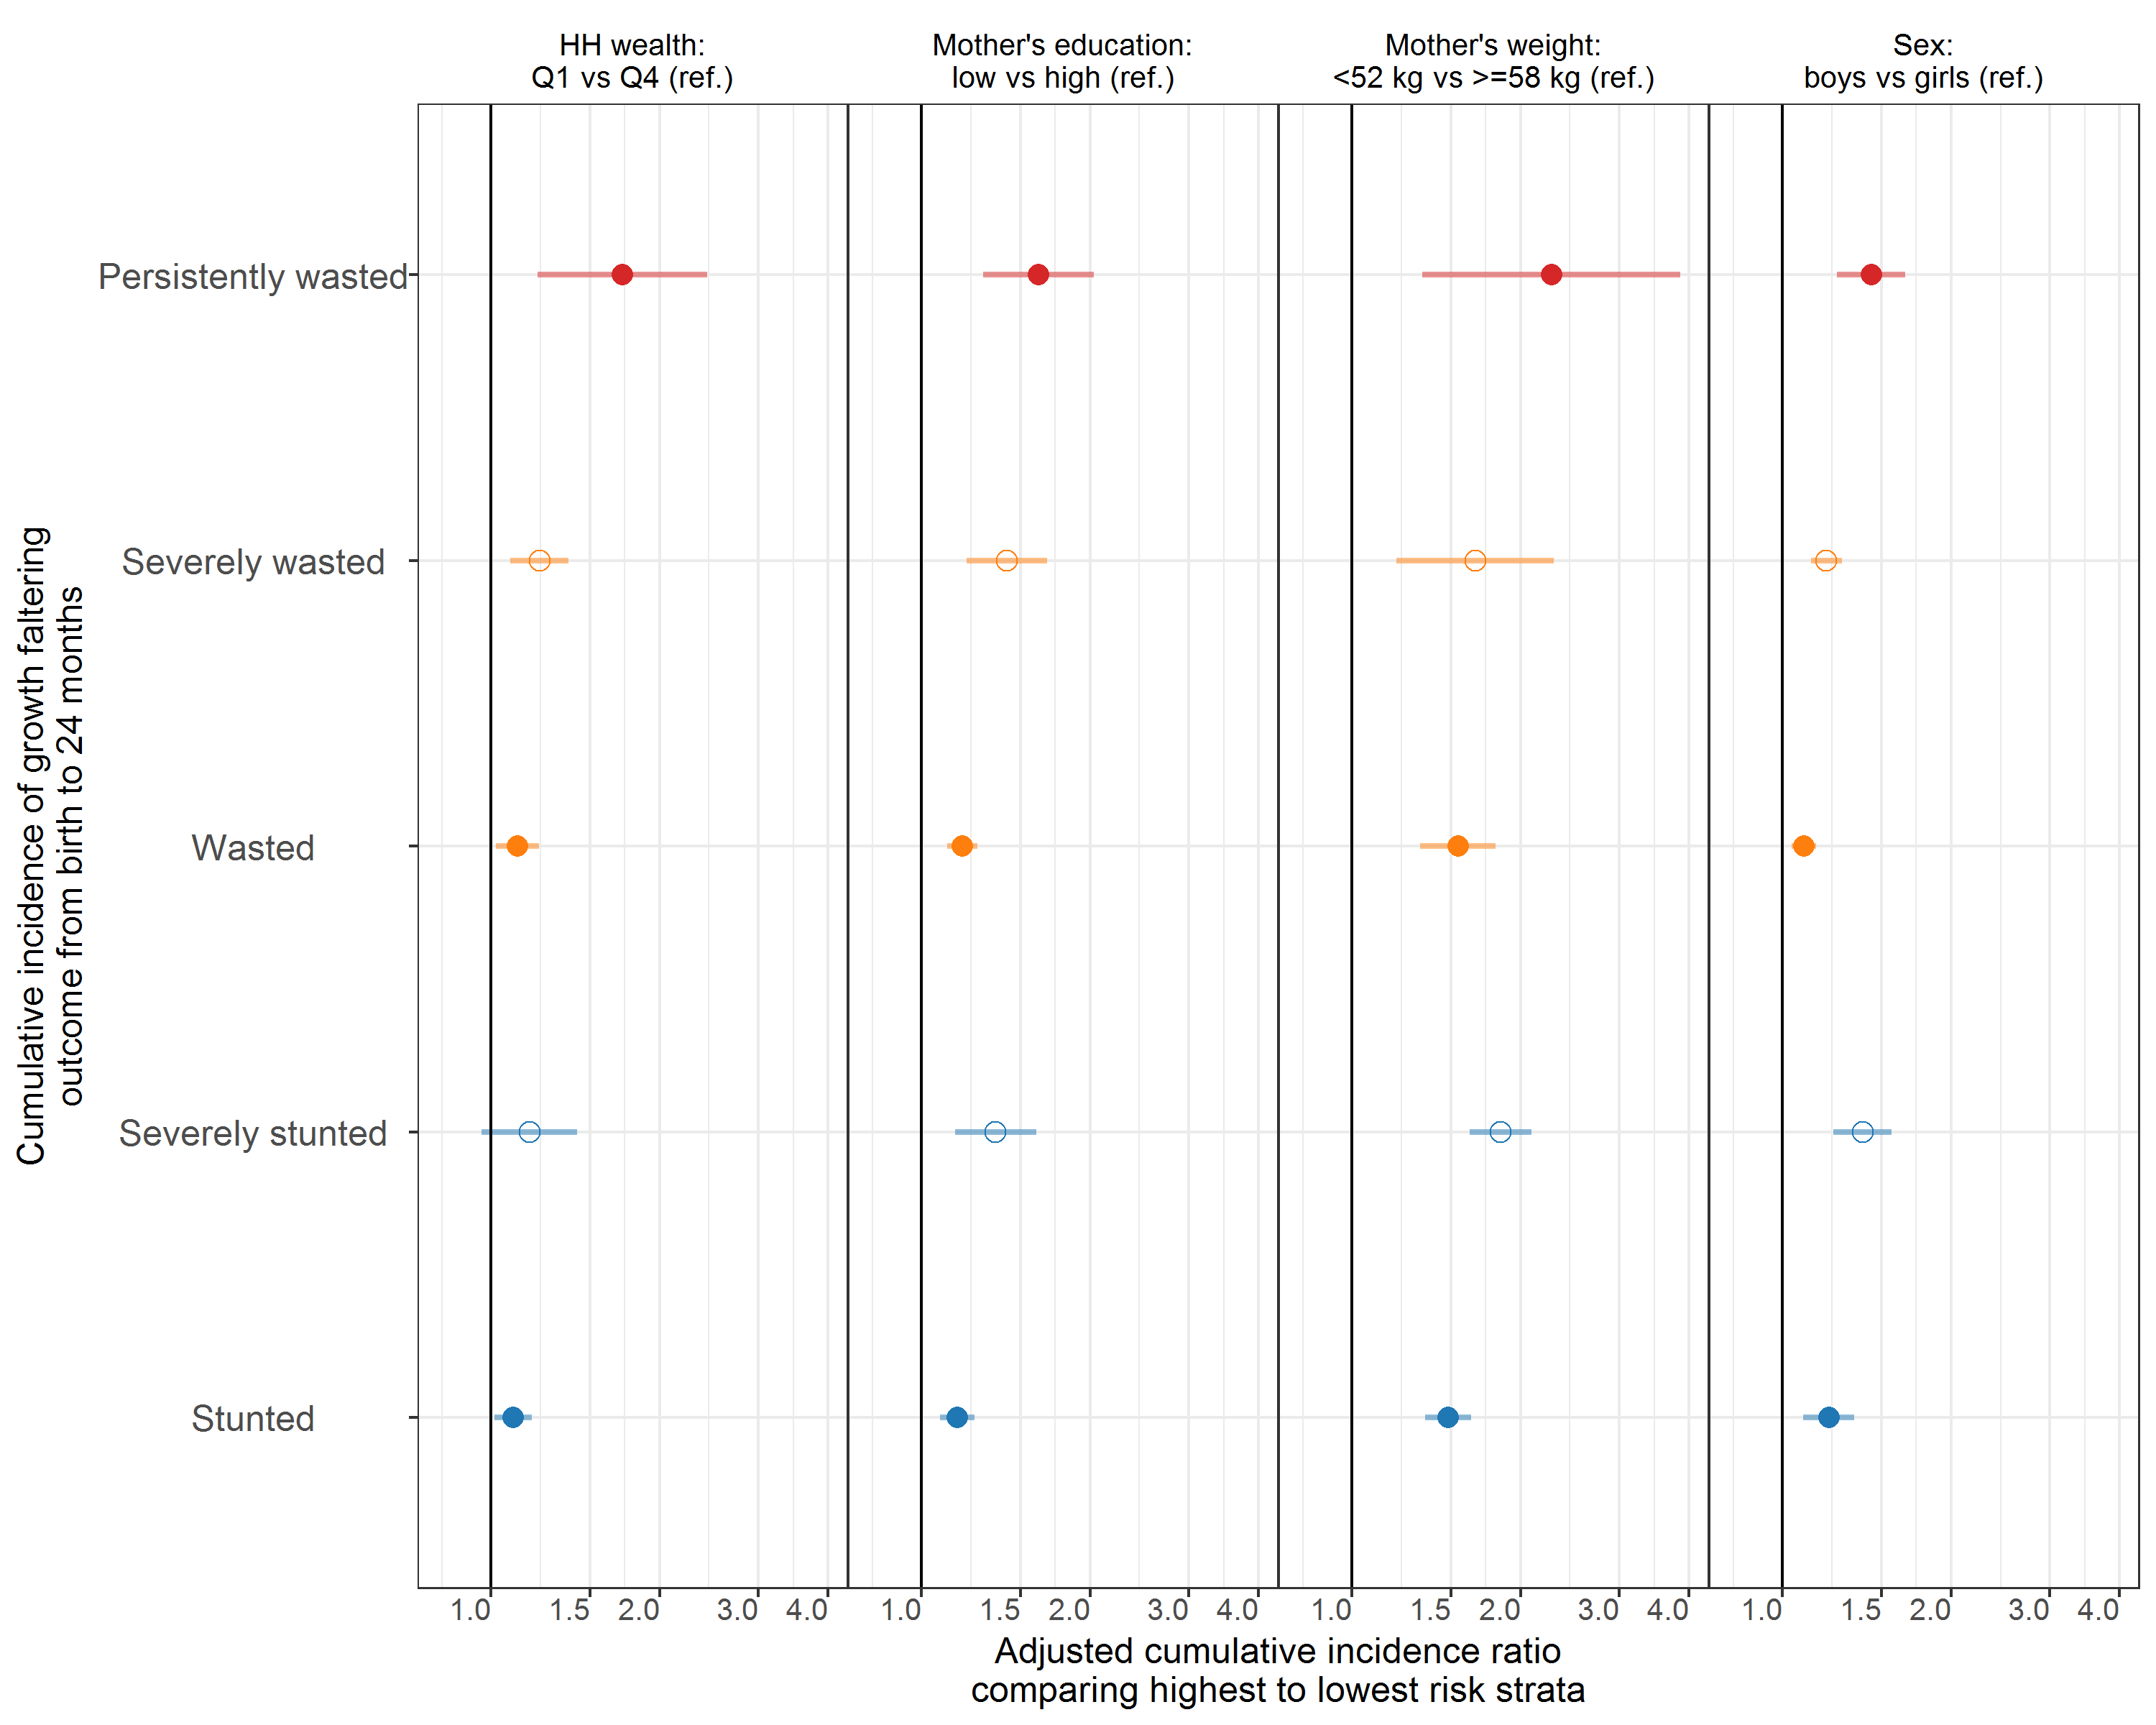 HH wealth:
Q1 vs Q4 (ref.)
Mother's education:
low vs high (ref.)
Mother's weight:
<52 kg vs >=58 kg (ref.)
Sex:
boys vs girls (ref.)
Cumulative incidence of growth faltering
outcome from birth to 24 months
Persistently wasted
Severely wasted
Wasted
Severely stunted
Stunted
1.0 1.5 2.0 3.0 4.0 1.0 1.5 2.0 3.0 4.0 1.0 1.5 2.0 3.0 4.0 1.0 1.5 2.0 3.0 4.0
Adjusted cumulative incidence ratio
comparing highest to lowest risk strata